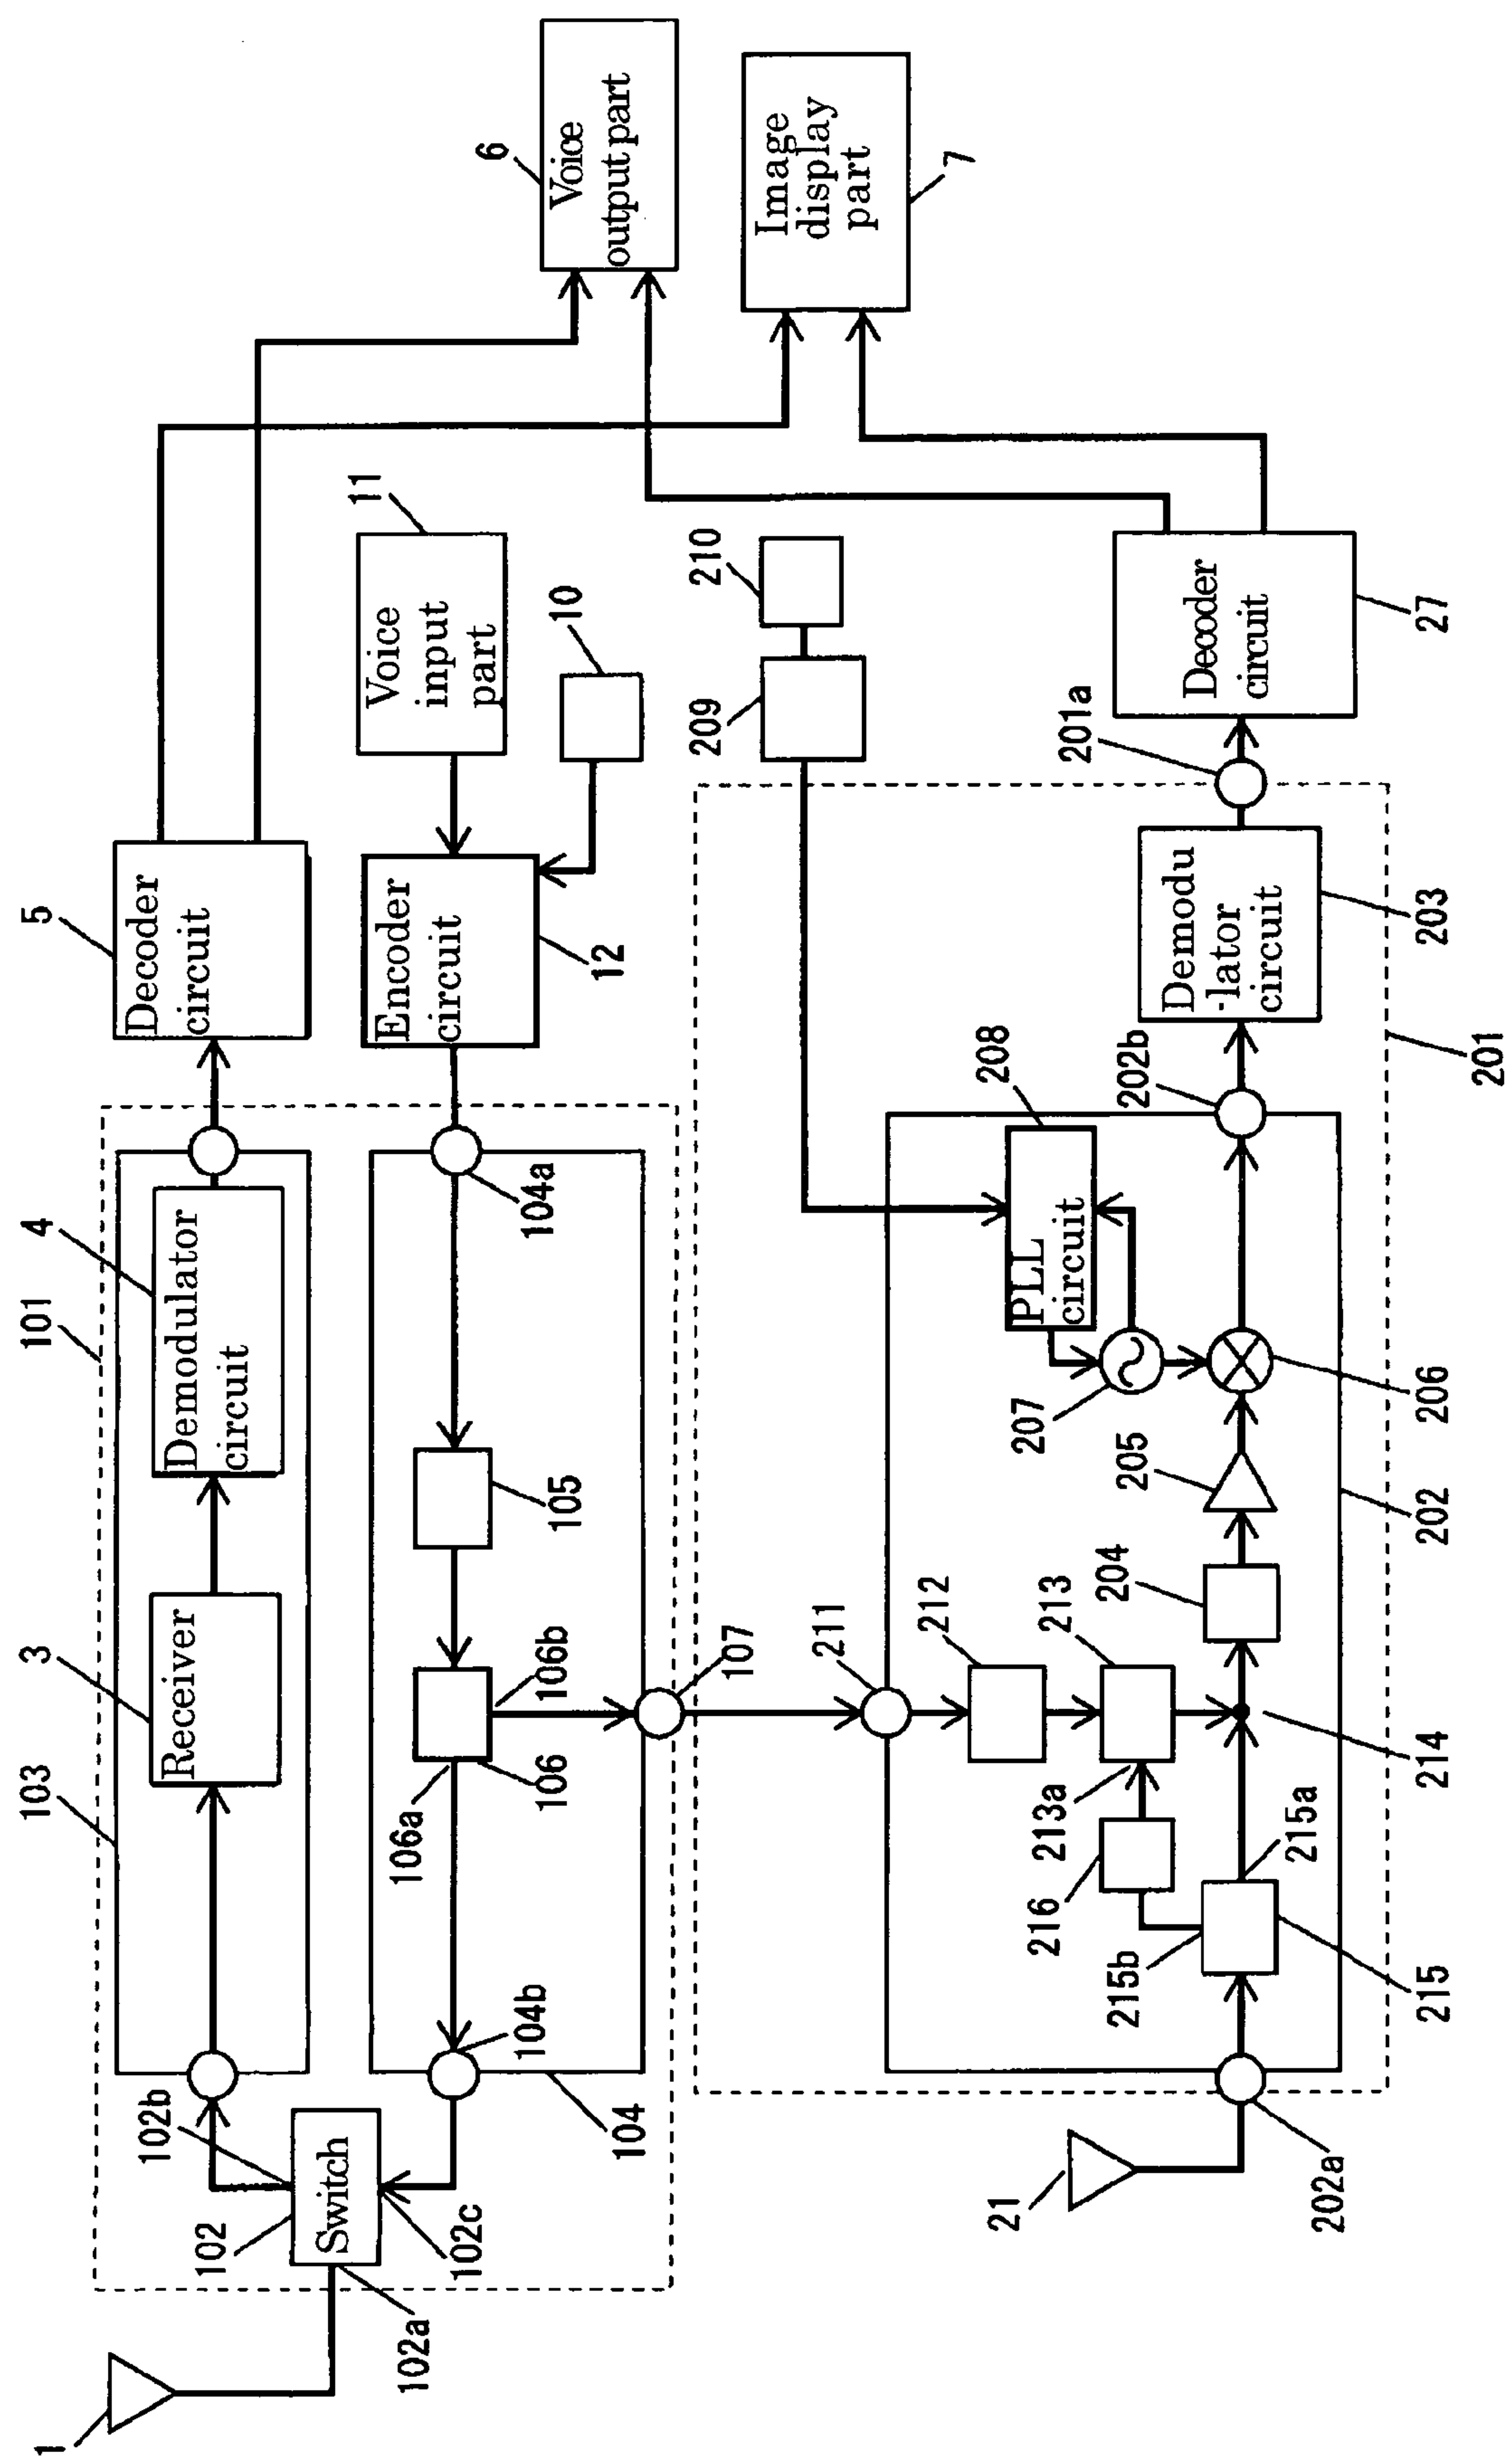 1
102a
102
Switch
102b
102c
101
103
3
Receiver
4
Demodulator
circuit
5
Decoder
circuit
6
Voice
output part
104
104b
106a
106
106b
105
104a
107
Encoder
circuit
12
Voice
input
part
11
10
Image
display
part
7
21
202a
215b
215
215a
216
213a
213
214
212
211
204
205
206
207
PLL
circuit
208
202
202b
Demodu
-lator
circuit
203
201
201a
209
210
Decoder
circuit
27